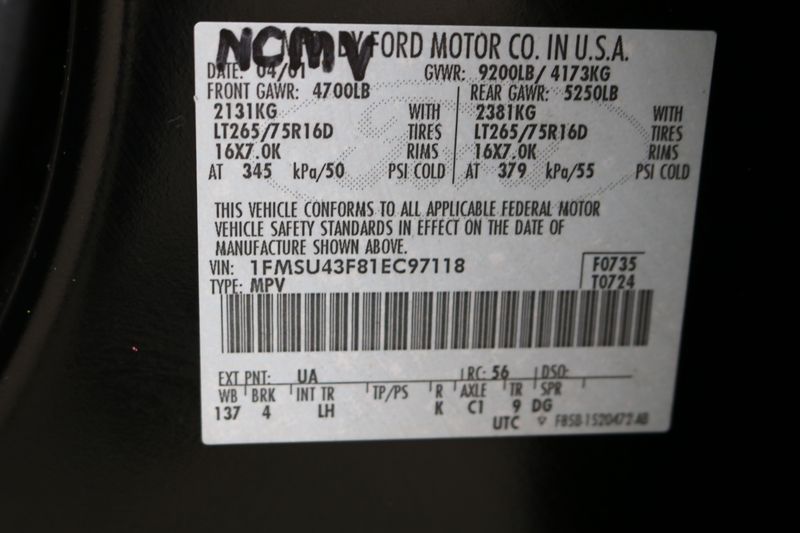 NCMV BY FORD MOTOR CO. IN U.S.A.
DATE: 04/01 GVWR: 9200LB/ 4173KG
FRONT GAWR: 4700LB REAR GAWR: 5250LB
2131KG WITH 2381KG WITH
LT265/75R16D TIRES LT265/75R16D TIRES
16X7.0K RIMS 16X7.0K RIMS
AT 345 kPa/50 PSI COLD AT 379 kPa/55 PSI COLD
THIS VEHICLE CONFORMS TO ALL APPLICABLE FEDERAL MOTOR
VEHICLE SAFETY STANDARDS IN EFFECT ON THE DATE OF
MANUFACTURE SHOWN ABOVE.
VIN: 1FMSU43F81EC97118 F0735
TYPE: MPV T0724
EXT PNT: UA RC: 56 DSO:
WB BRK INT TR TP/PS R AXLE TR SPR
137 4 LH K C1 9 DG
UTC F85B-1520472-AB